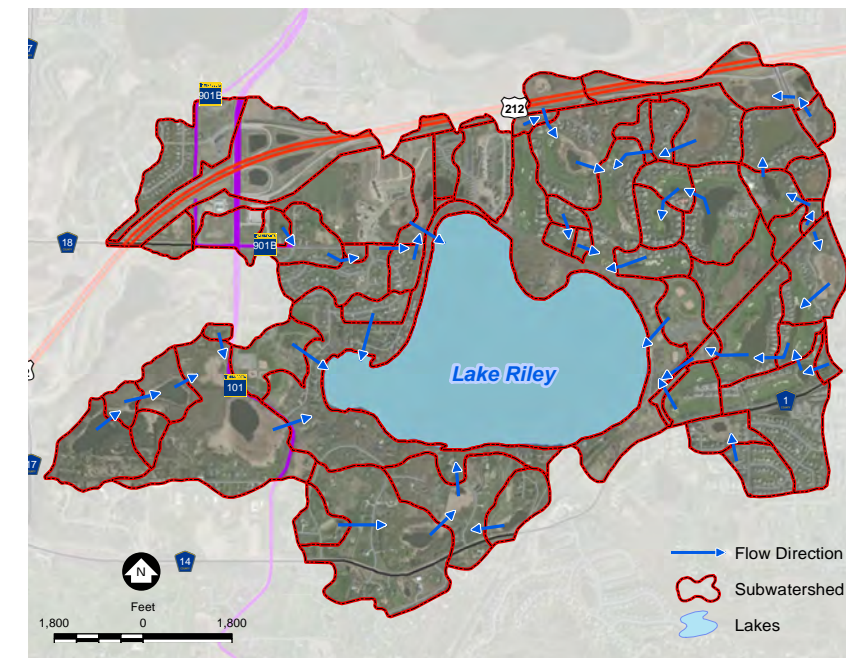 901B
212
18
901B
Lake Riley
101
1
17
14
N
Feet
1,800 0 1,800
Flow Direction
Subwatershed
Lakes